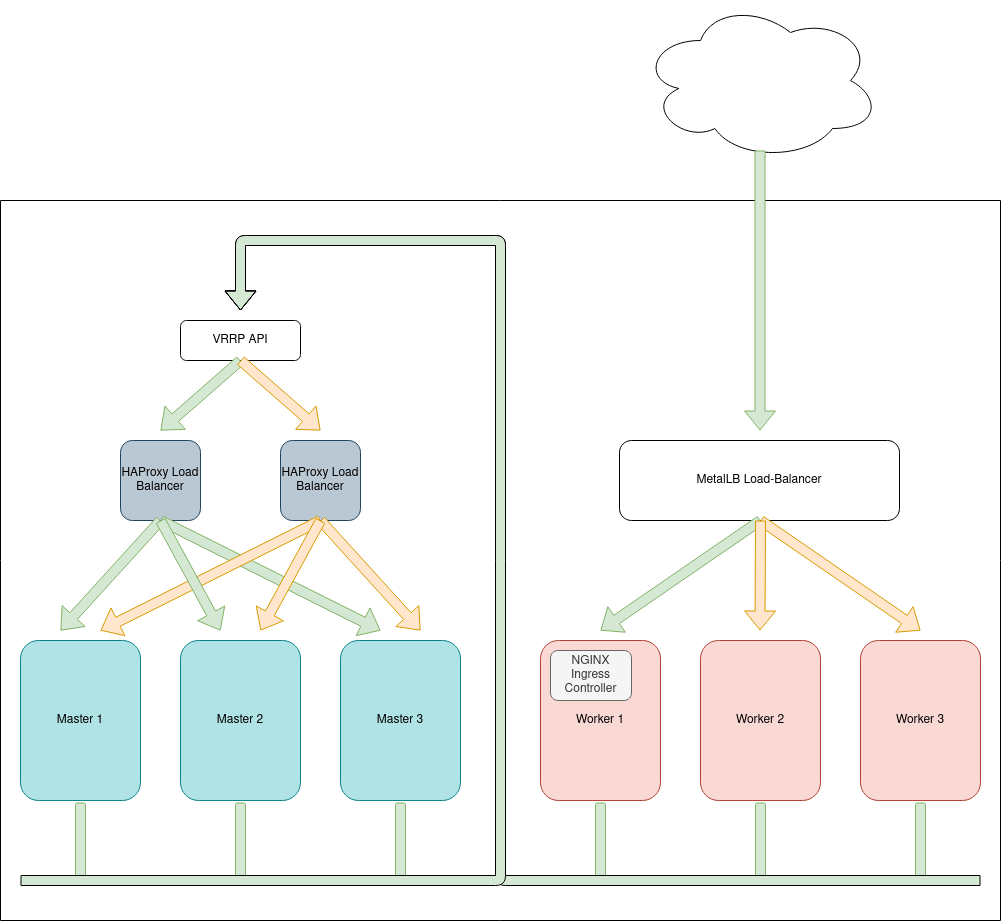 VRRP API
HAProxy Load
Balancer
HAProxy Load
Balancer
MetalLB Load-Balancer
Master 1
Master 2
Master 3
NGINX
Ingress
Controller
Worker 1
Worker 2
Worker 3